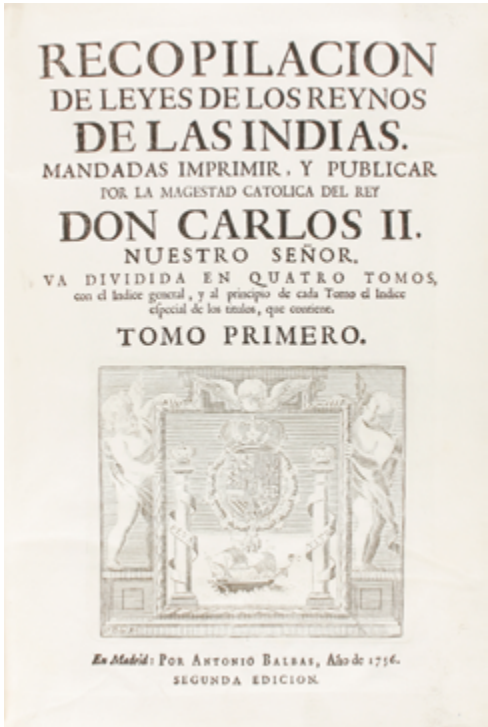 RECOPILACION
DE LEYES DE LOS REYNOS
DE LAS INDIAS.
MANDADAS IMPRIMIR, Y PUBLICAR
POR LA MAGESTAD CATOLICA DEL REY
DON CARLOS II.
NUESTRO SEÑOR.
VA DIVIDIDA EN QUATRO TOMOS,
con el Indice general, y al principio de cada Tomo el Indice
especial de los titulos, que contiene.
TOMO PRIMERO.
En Madrid: POR ANTONIO BALBAS, Año de 1756.
SEGUNDA EDICION.